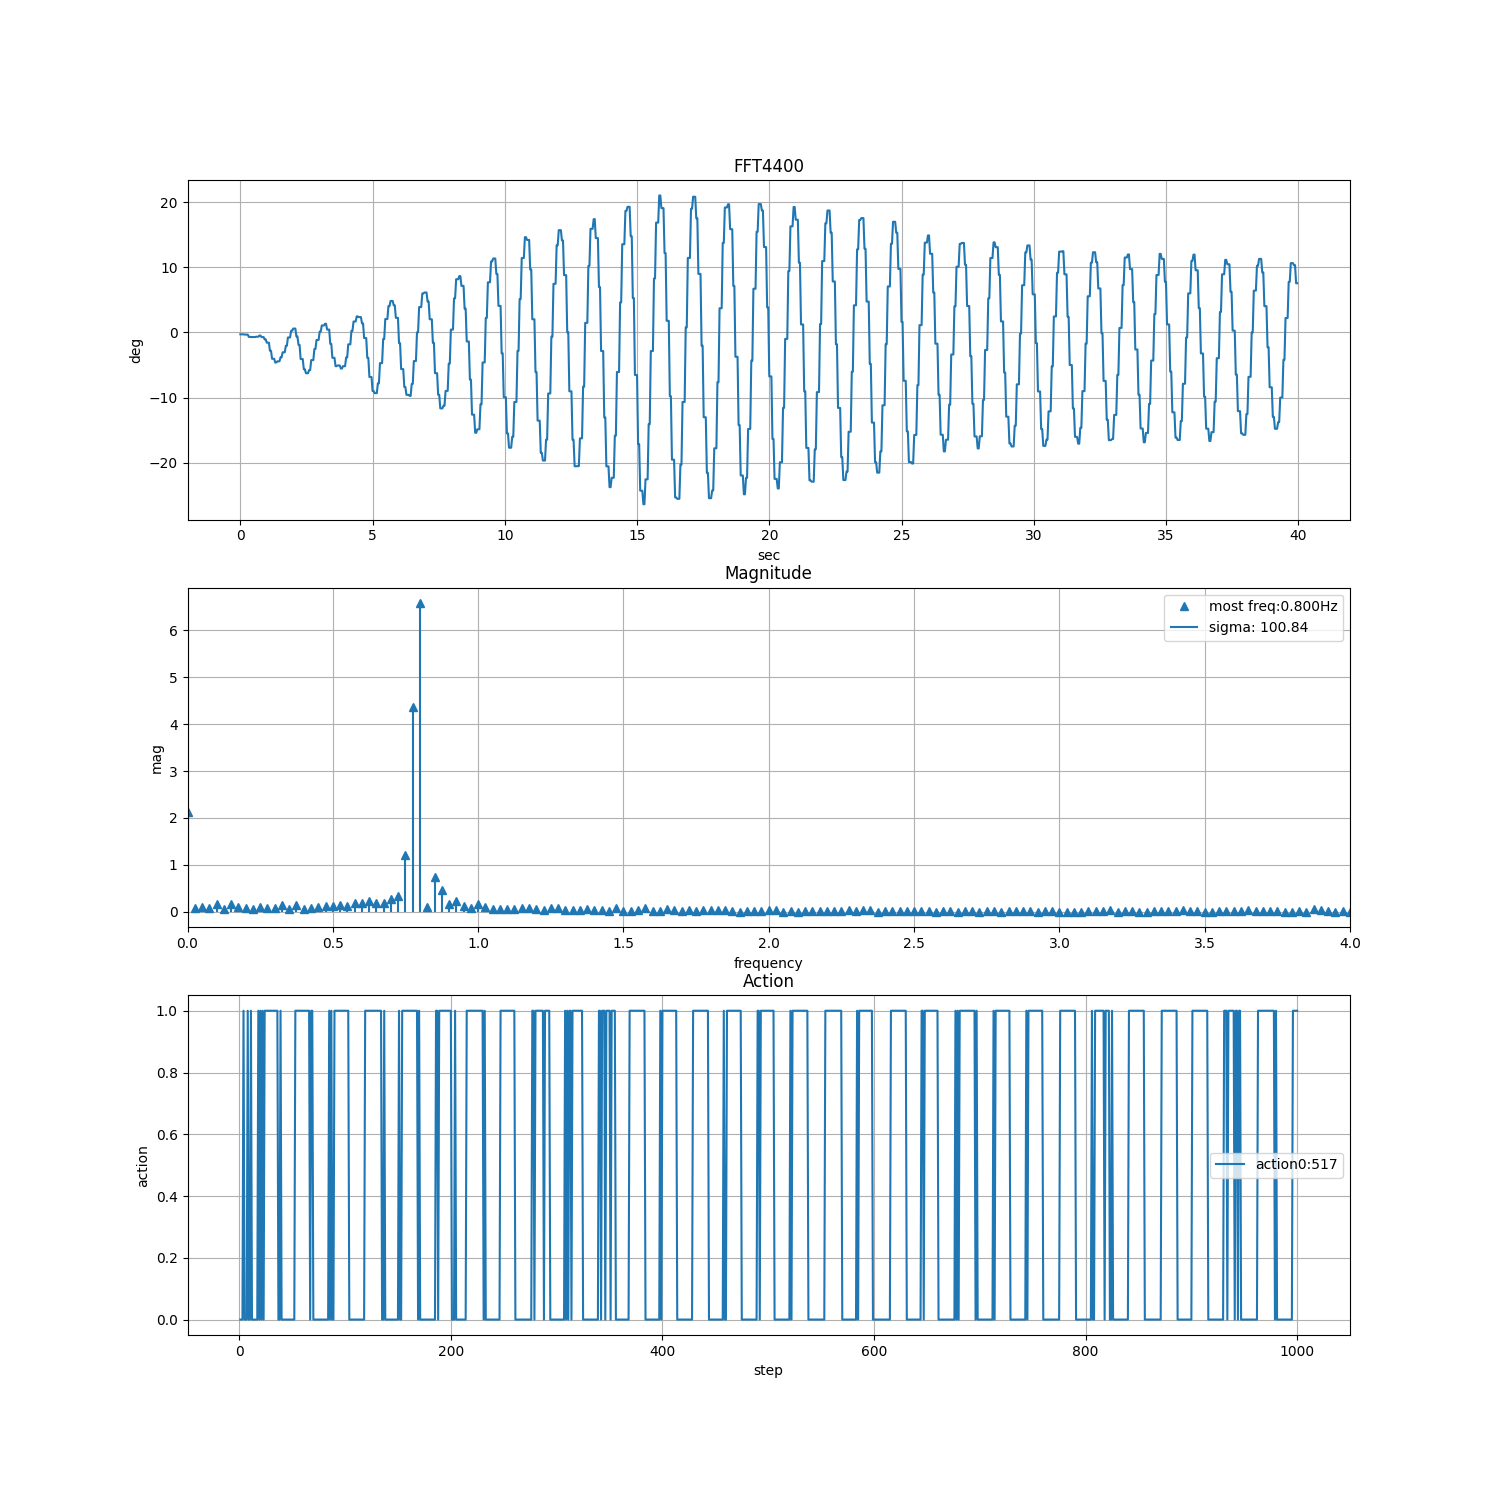 FFT4400
20
10
0
−10
−20
deg
0 5 10 15 20 25 30 35 40
sec
Magnitude
most freq:0.800Hz
sigma: 100.84
6
5
4
3
2
1
0
mag
0.0 0.5 1.0 1.5 2.0 2.5 3.0 3.5 4.0
frequency
Action
1.0
0.8
0.6
0.4
0.2
0.0
action
action0:517
0 200 400 600 800 1000
step